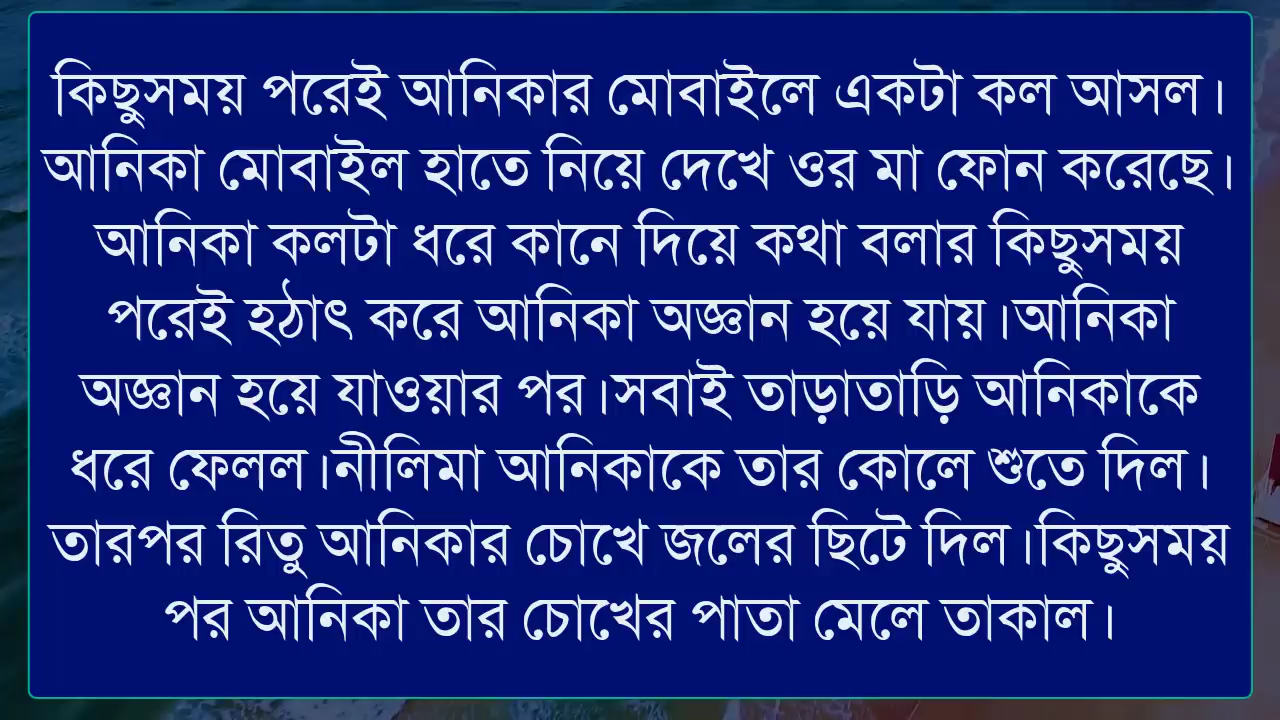 কিছুসময় পরেই আনিকার মোবাইলে একটা কল আসল।
আনিকা মোবাইল হাতে নিয়ে দেখে ওর মা ফোন করেছে।
আনিকা কলটা ধরে কানে দিয়ে কথা বলার কিছুসময়
পরেই হঠাৎ করে আনিকা অজ্ঞান হয়ে যায়।আনিকা
অজ্ঞান হয়ে যাওয়ার পর।সবাই তাড়াতাড়ি আনিকাকে
ধরে ফেলল।নীলিমা আনিকাকে তার কোলে শুতে দিল।
তারপর রিতু আনিকার চোখে জলের ছিটে দিল।কিছুসময়
পর আনিকা তার চোখের পাতা মেলে তাকাল।